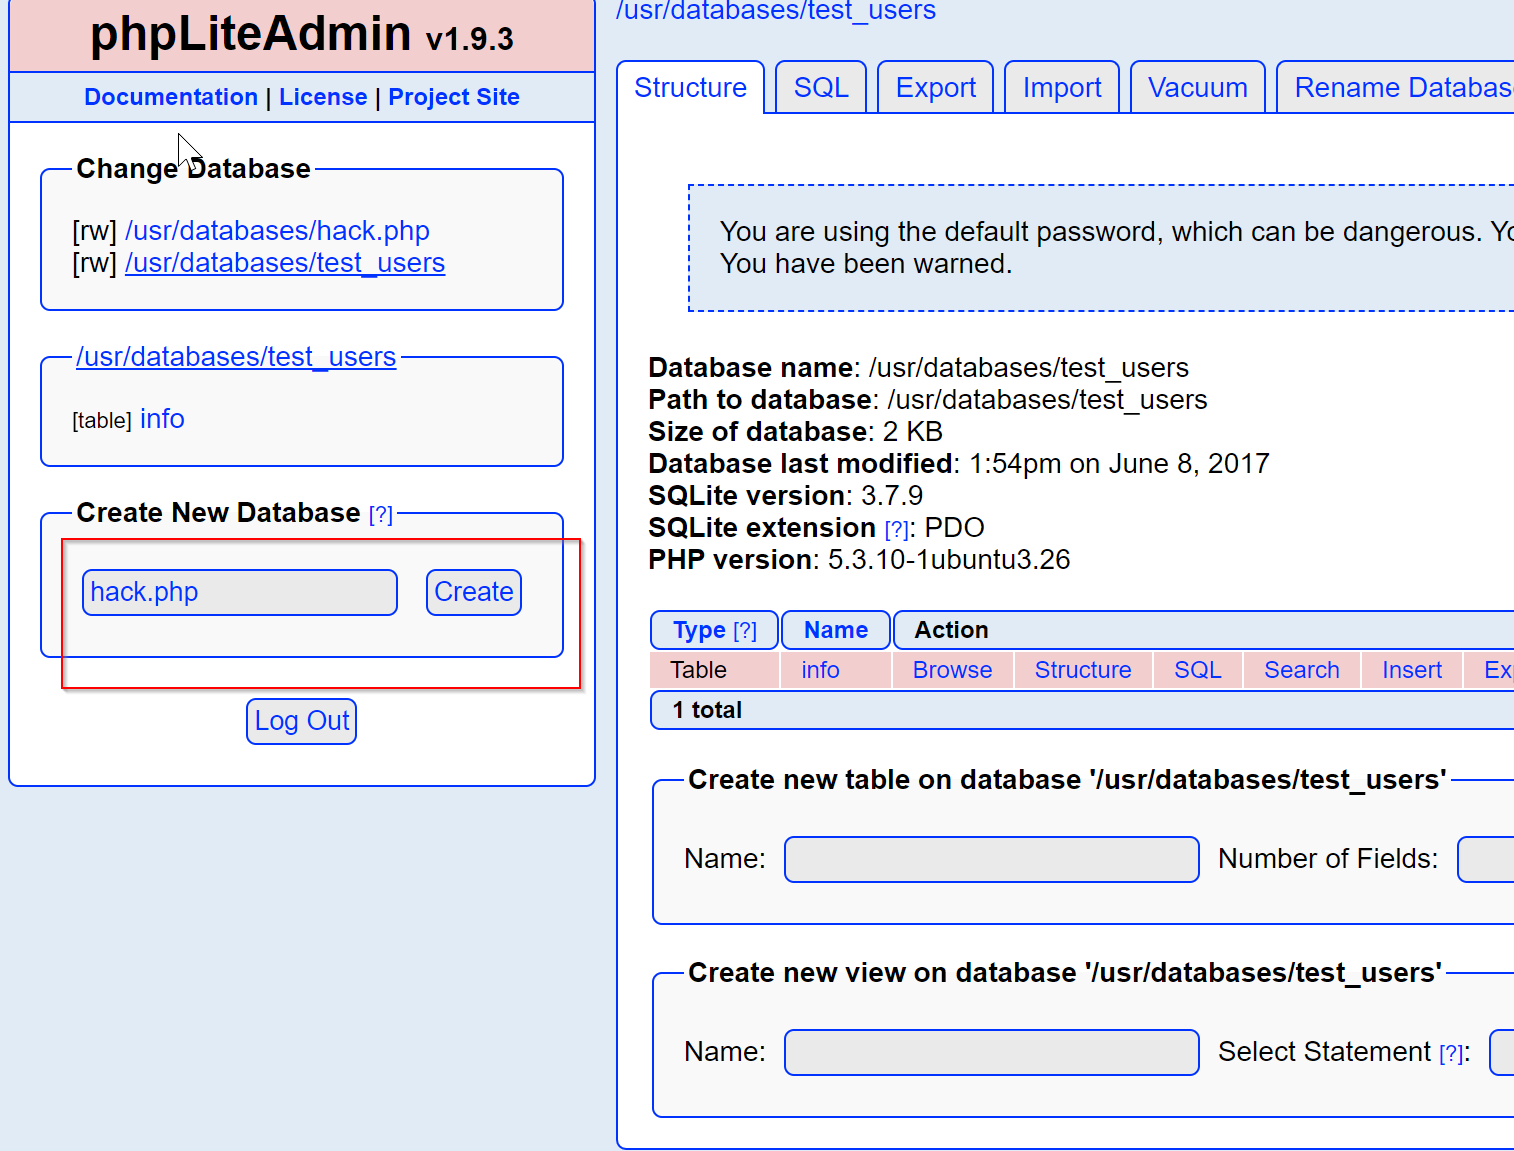 phpLiteAdmin v1.9.3
Documentation | License | Project Site
Change Database
[rw] /usr/databases/hack.php
[rw] /usr/databases/test_users
/usr/databases/test_users
[table] info
Create New Database [?]
hack.php Create
Log Out
/usr/databases/test_users
Structure SQL Export Import Vacuum Rename Databas
You are using the default password, which can be dangerous. Yo
You have been warned.
Database name: /usr/databases/test_users
Path to database: /usr/databases/test_users
Size of database: 2 KB
Database last modified: 1:54pm on June 8, 2017
SQLite version: 3.7.9
SQLite extension [?]: PDO
PHP version: 5.3.10-1ubuntu3.26
Type [?] Name Action
Table info Browse Structure SQL Search Insert Exp
1 total
Create new table on database '/usr/databases/test_users'
Name: Number of Fields:
Create new view on database '/usr/databases/test_users'
Name: Select Statement [?]: